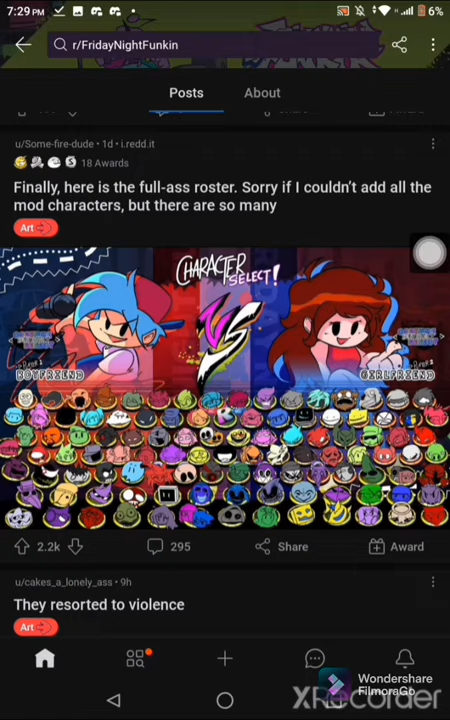 7:29 PM
6%
r/FridayNightFunkin
Posts
About
u/Some-fire-dude • 1d • i.redd.it
18 Awards
Finally, here is the full-ass roster. Sorry if I couldn't add all the
mod characters, but there are so many
Art
CHARACTER
SELECT!
VS
BOYFRIEND
GIRLFRIEND
2.2k
295
Share
Award
u/cakes_a_lonely_ass • 9h
They resorted to violence
Art
Wondershare
FilmoraGo
XRecorder